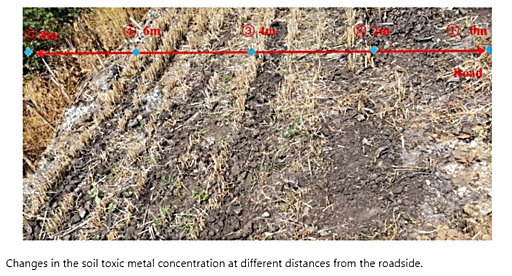 ⑤ 8m ④ 6m ③ 4m ② 2m ① 0m
Road
Changes in the soil toxic metal concentration at different distances from the roadside.